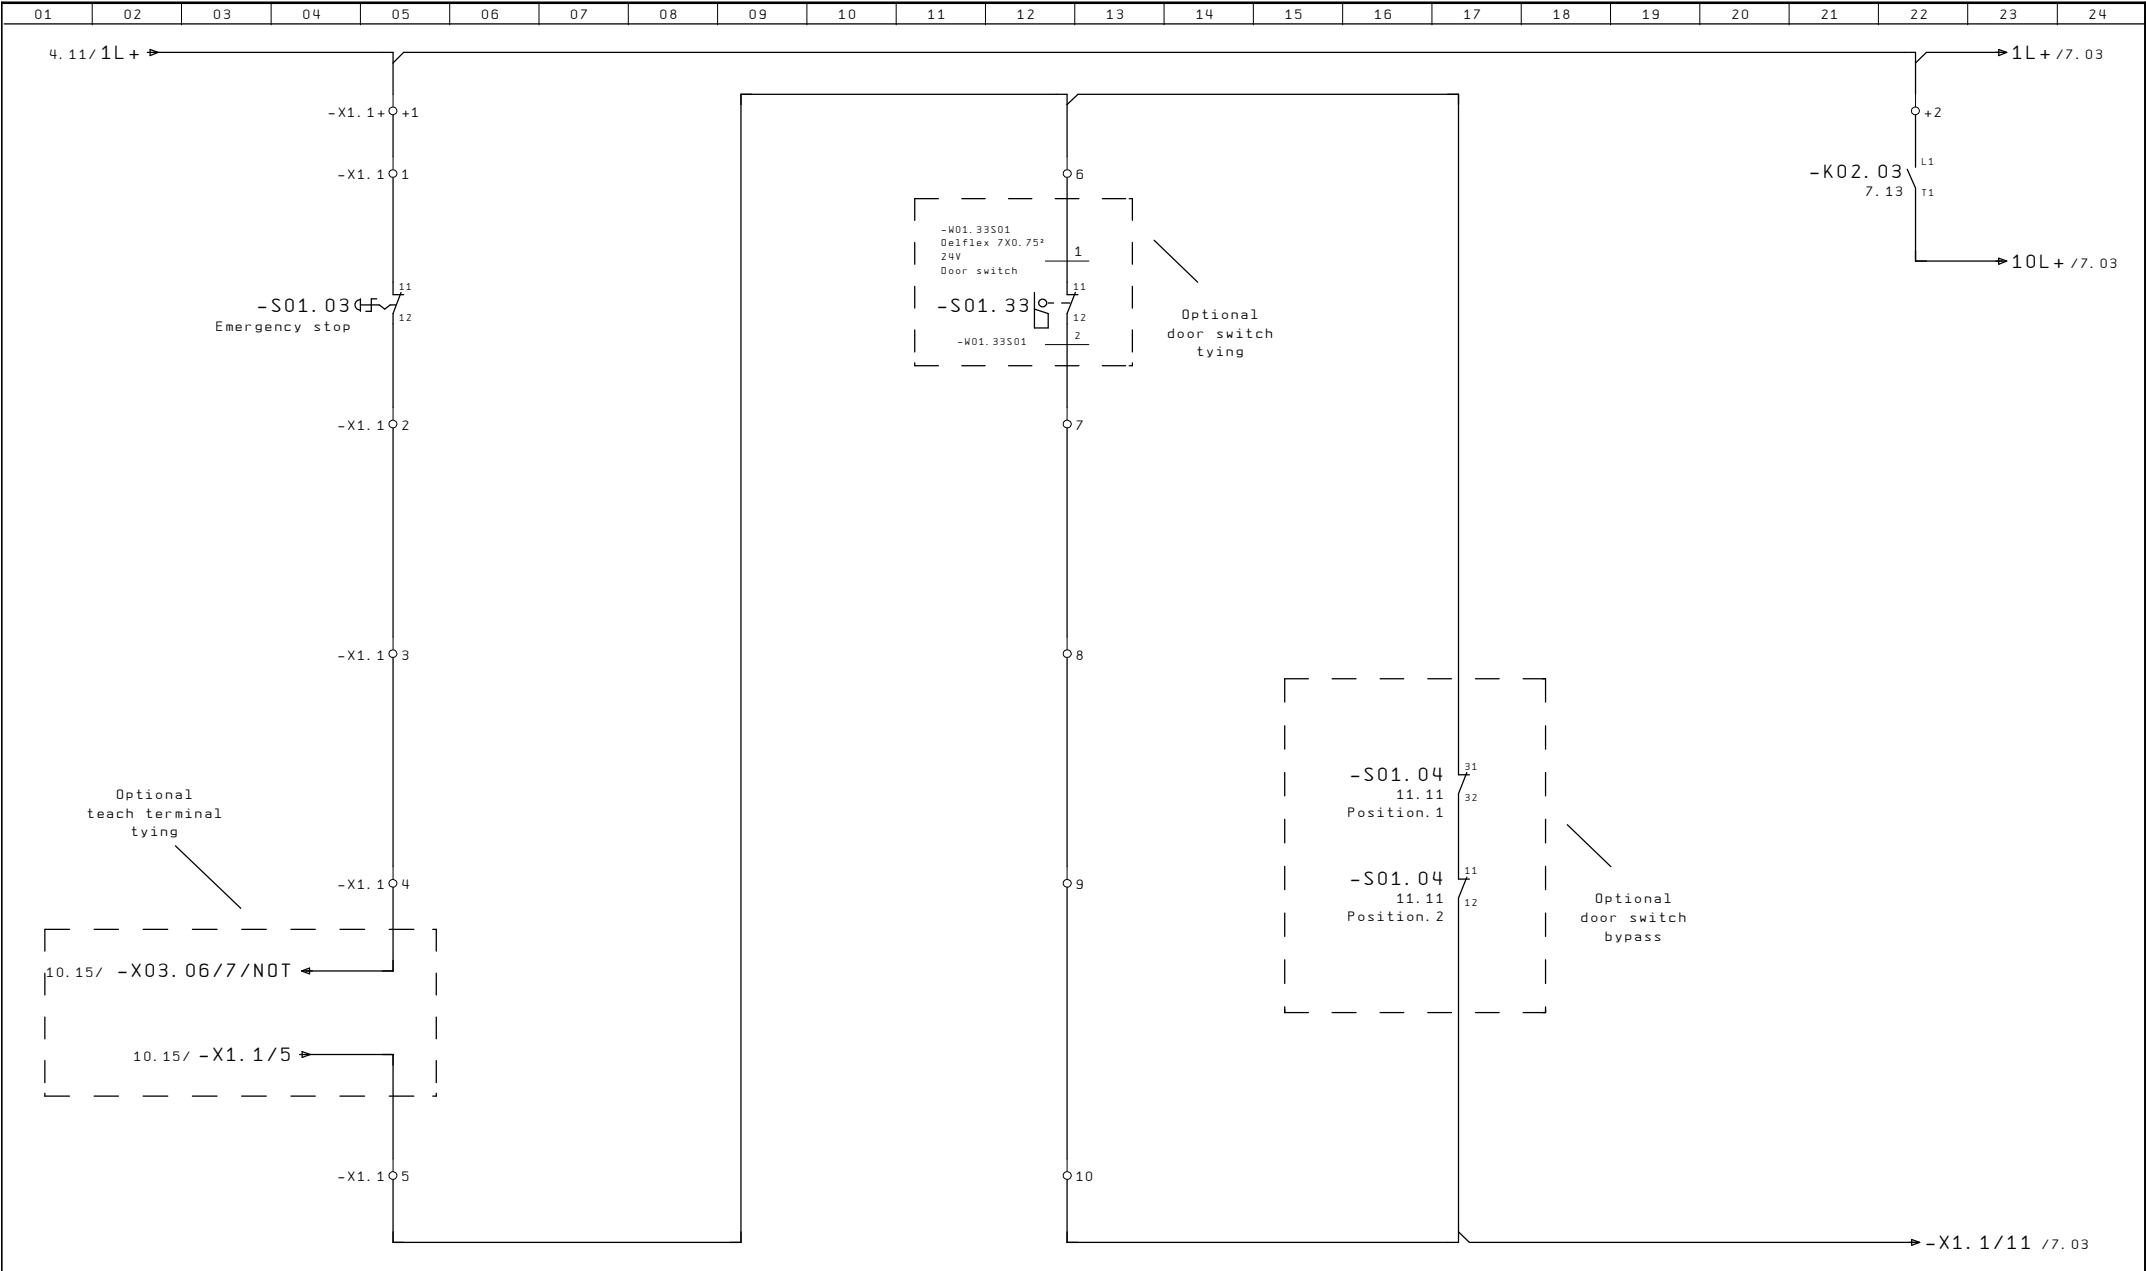 01 02 03 04 05 06 07 08 09 10 11 12 13 14 15 16 17 18 19 20 21 22 23 24
4.11/1L+
1L+/7.03
-X1.1+ +1
+2
-X1.1 1
6
-K02.03 L1
7.13 T1
-W01.33S01
Oelflex 7X0.75²
24V
Door switch
1
10L+/7.03
-S01.03 11
Emergency stop 12
-S01.33 11
12
-W01.33S01 2
Optional
door switch
tying
-X1.1 2
7
-X1.1 3
8
-S01.04 31
11.11 32
Position.1
Optional
teach terminal
tying
-X1.1 4
9
-S01.04 11
11.11 12
Position.2
Optional
door switch
bypass
10.15/ -X03.06/7/NOT
10.15/ -X1.1/5
-X1.1 5
10
-X1.1/11 /7.03